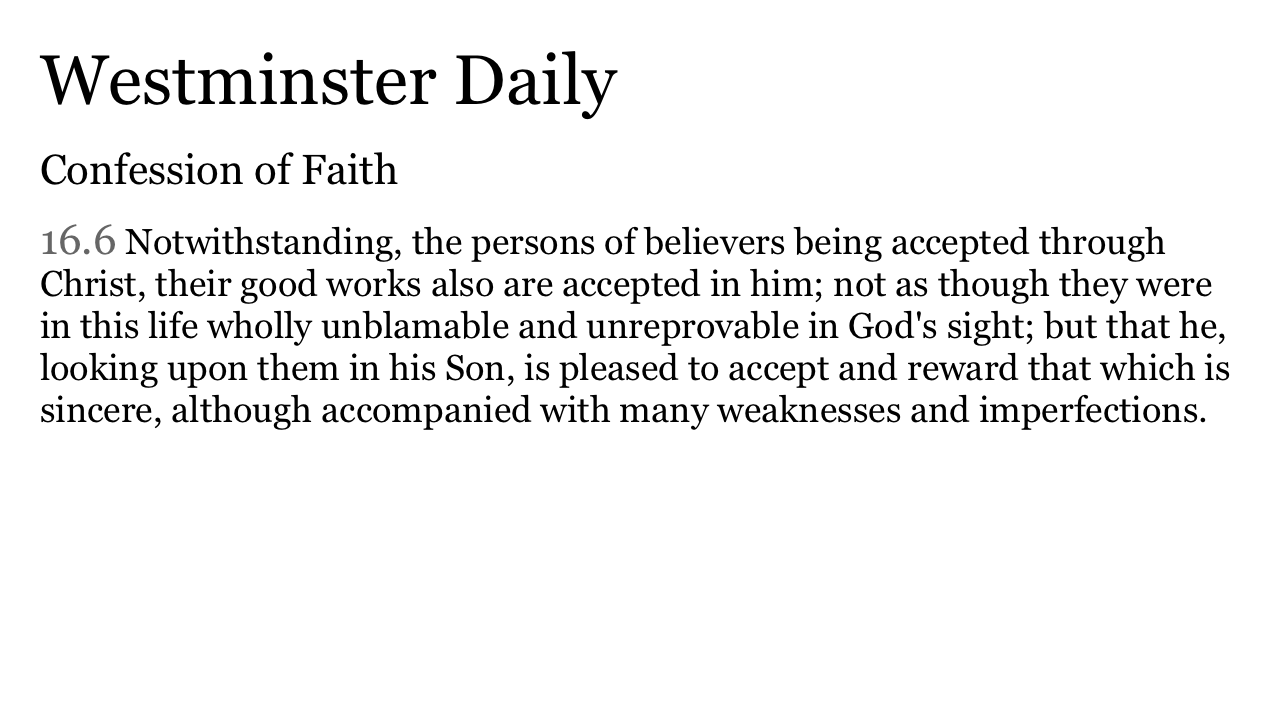 Westminster Daily
Confession of Faith
16.6 Notwithstanding, the persons of believers being accepted through
Christ, their good works also are accepted in him; not as though they were
in this life wholly unblamable and unreprovable in God's sight; but that he,
looking upon them in his Son, is pleased to accept and reward that which is
sincere, although accompanied with many weaknesses and imperfections.